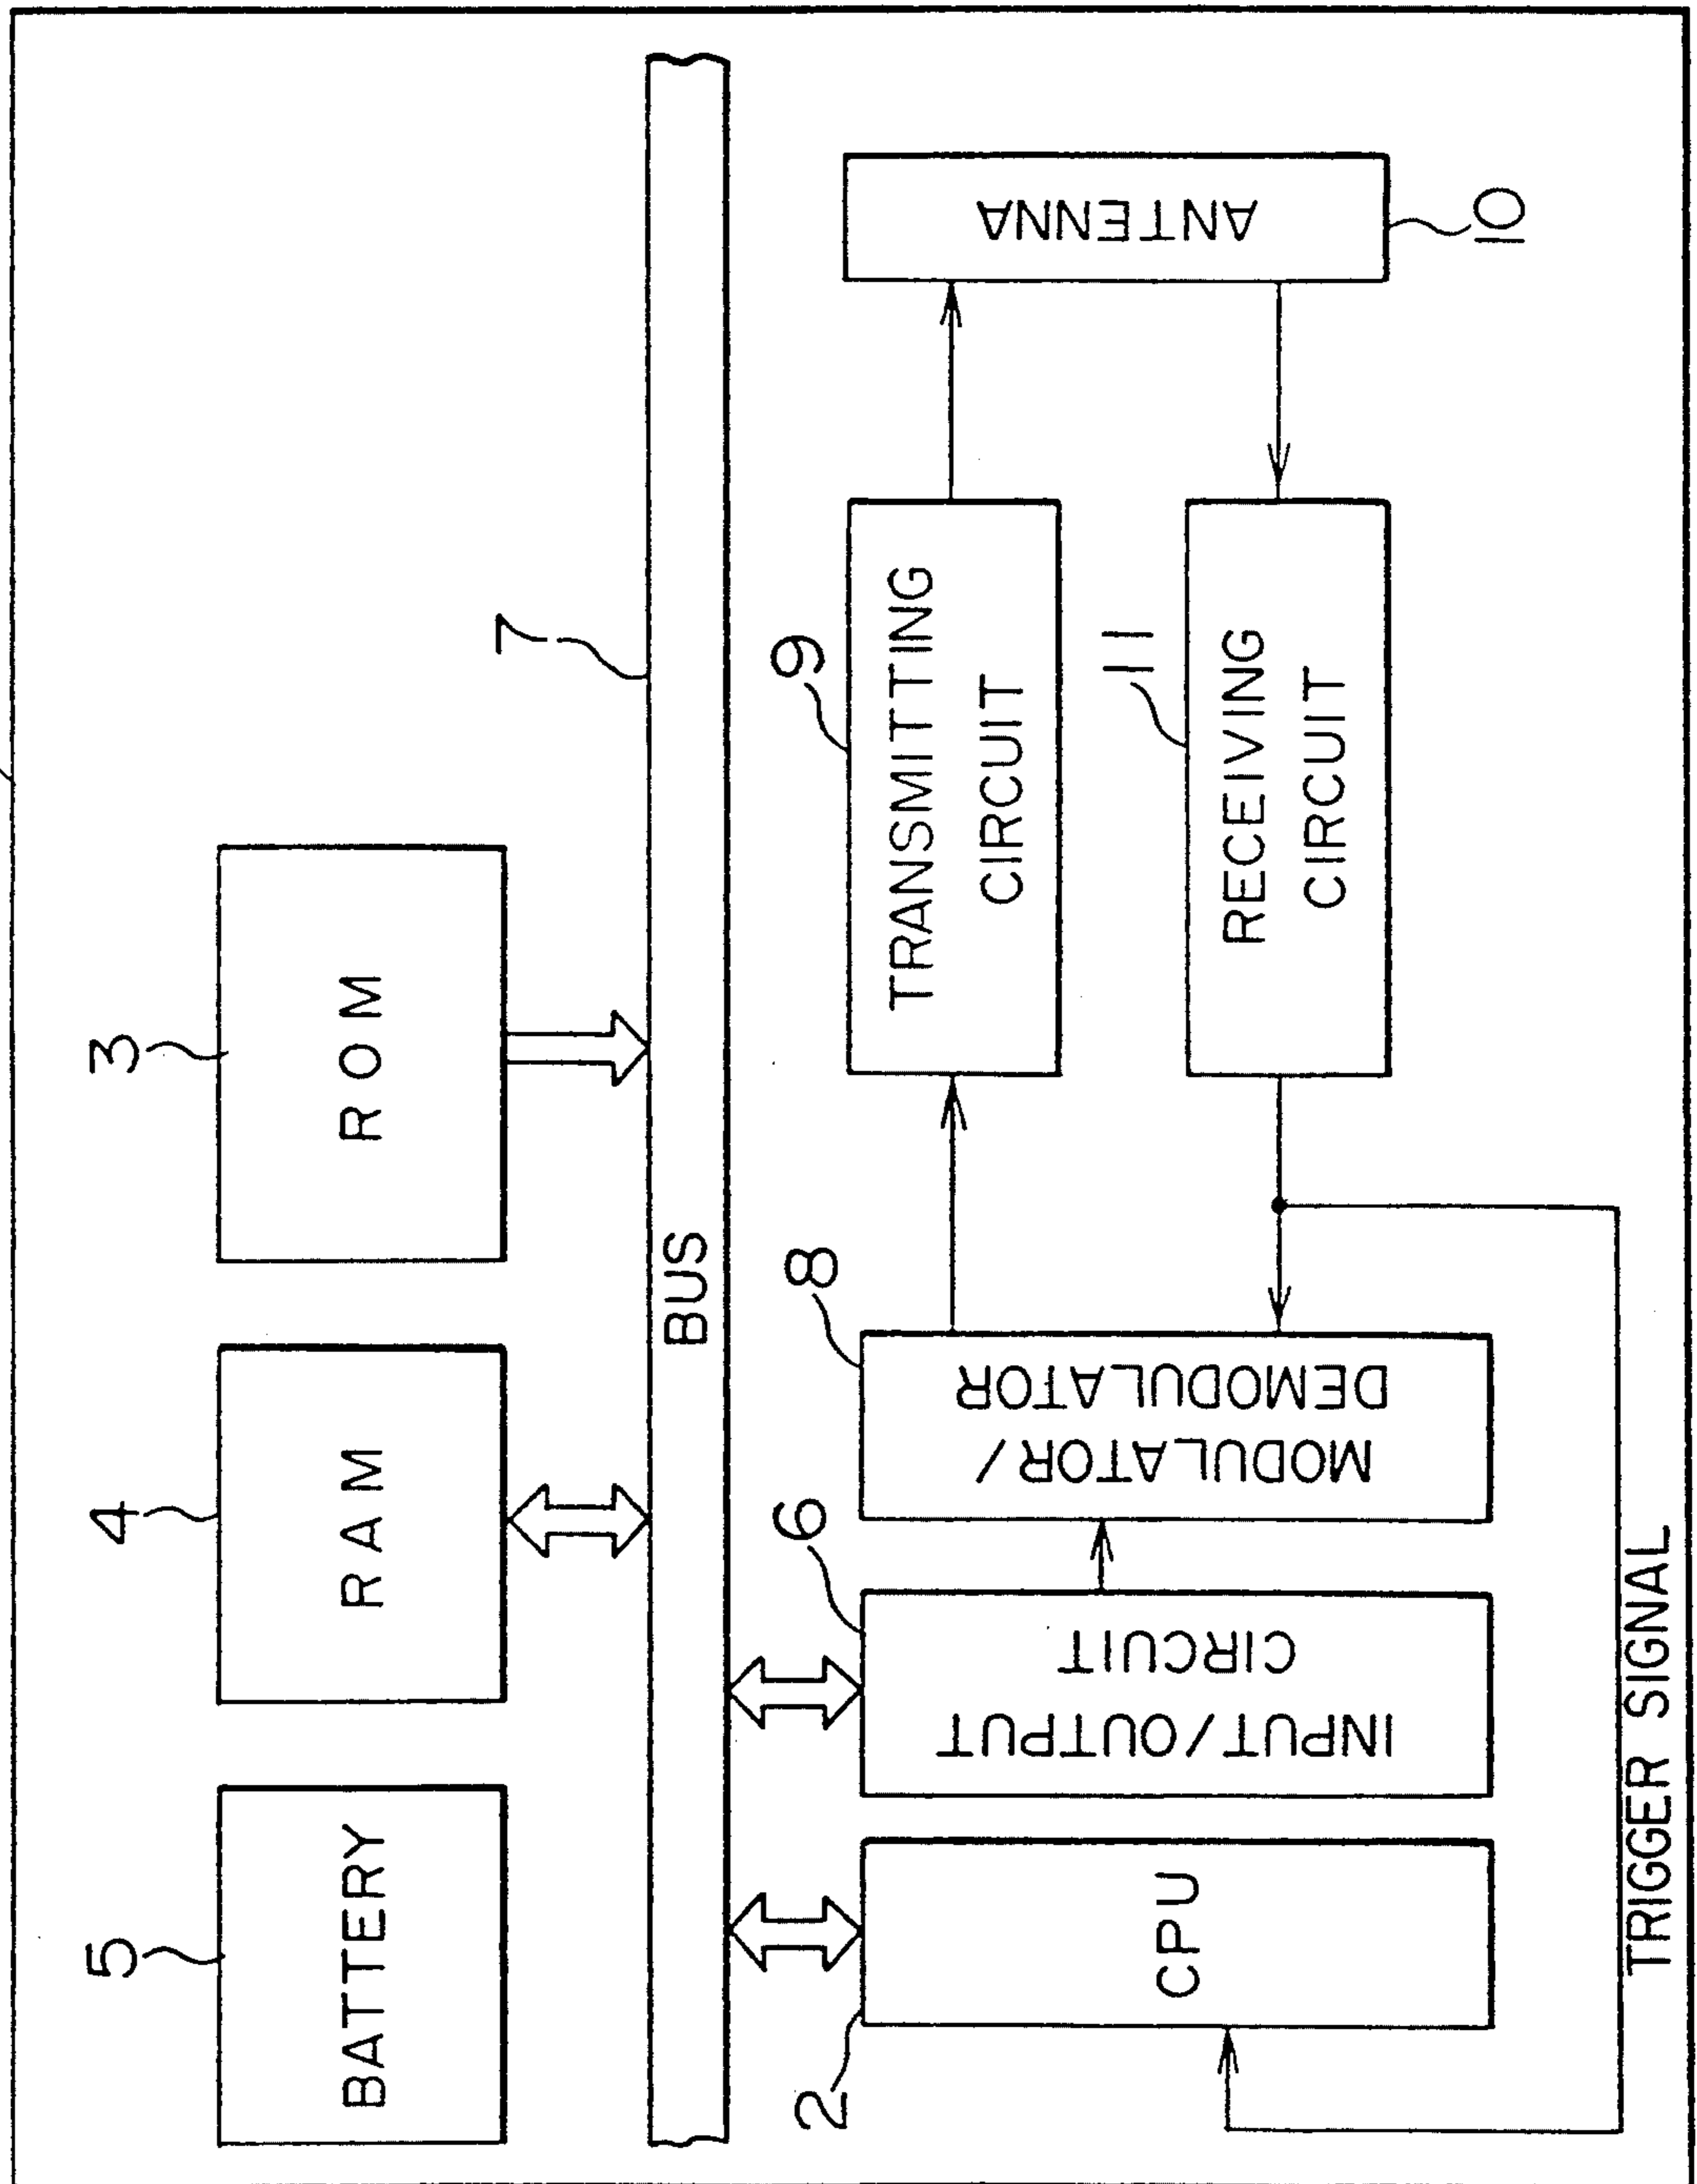 5
BATTERY
4
RAM
3
ROM
BUS
7
2
CPU
6
INPUT/OUTPUT
CIRCUIT
8
MODULATOR/
DEMODULATOR
9
TRANSMITTING
CIRCUIT
11
RECEIVING
CIRCUIT
ANTENNA
10
TRIGGER SIGNAL